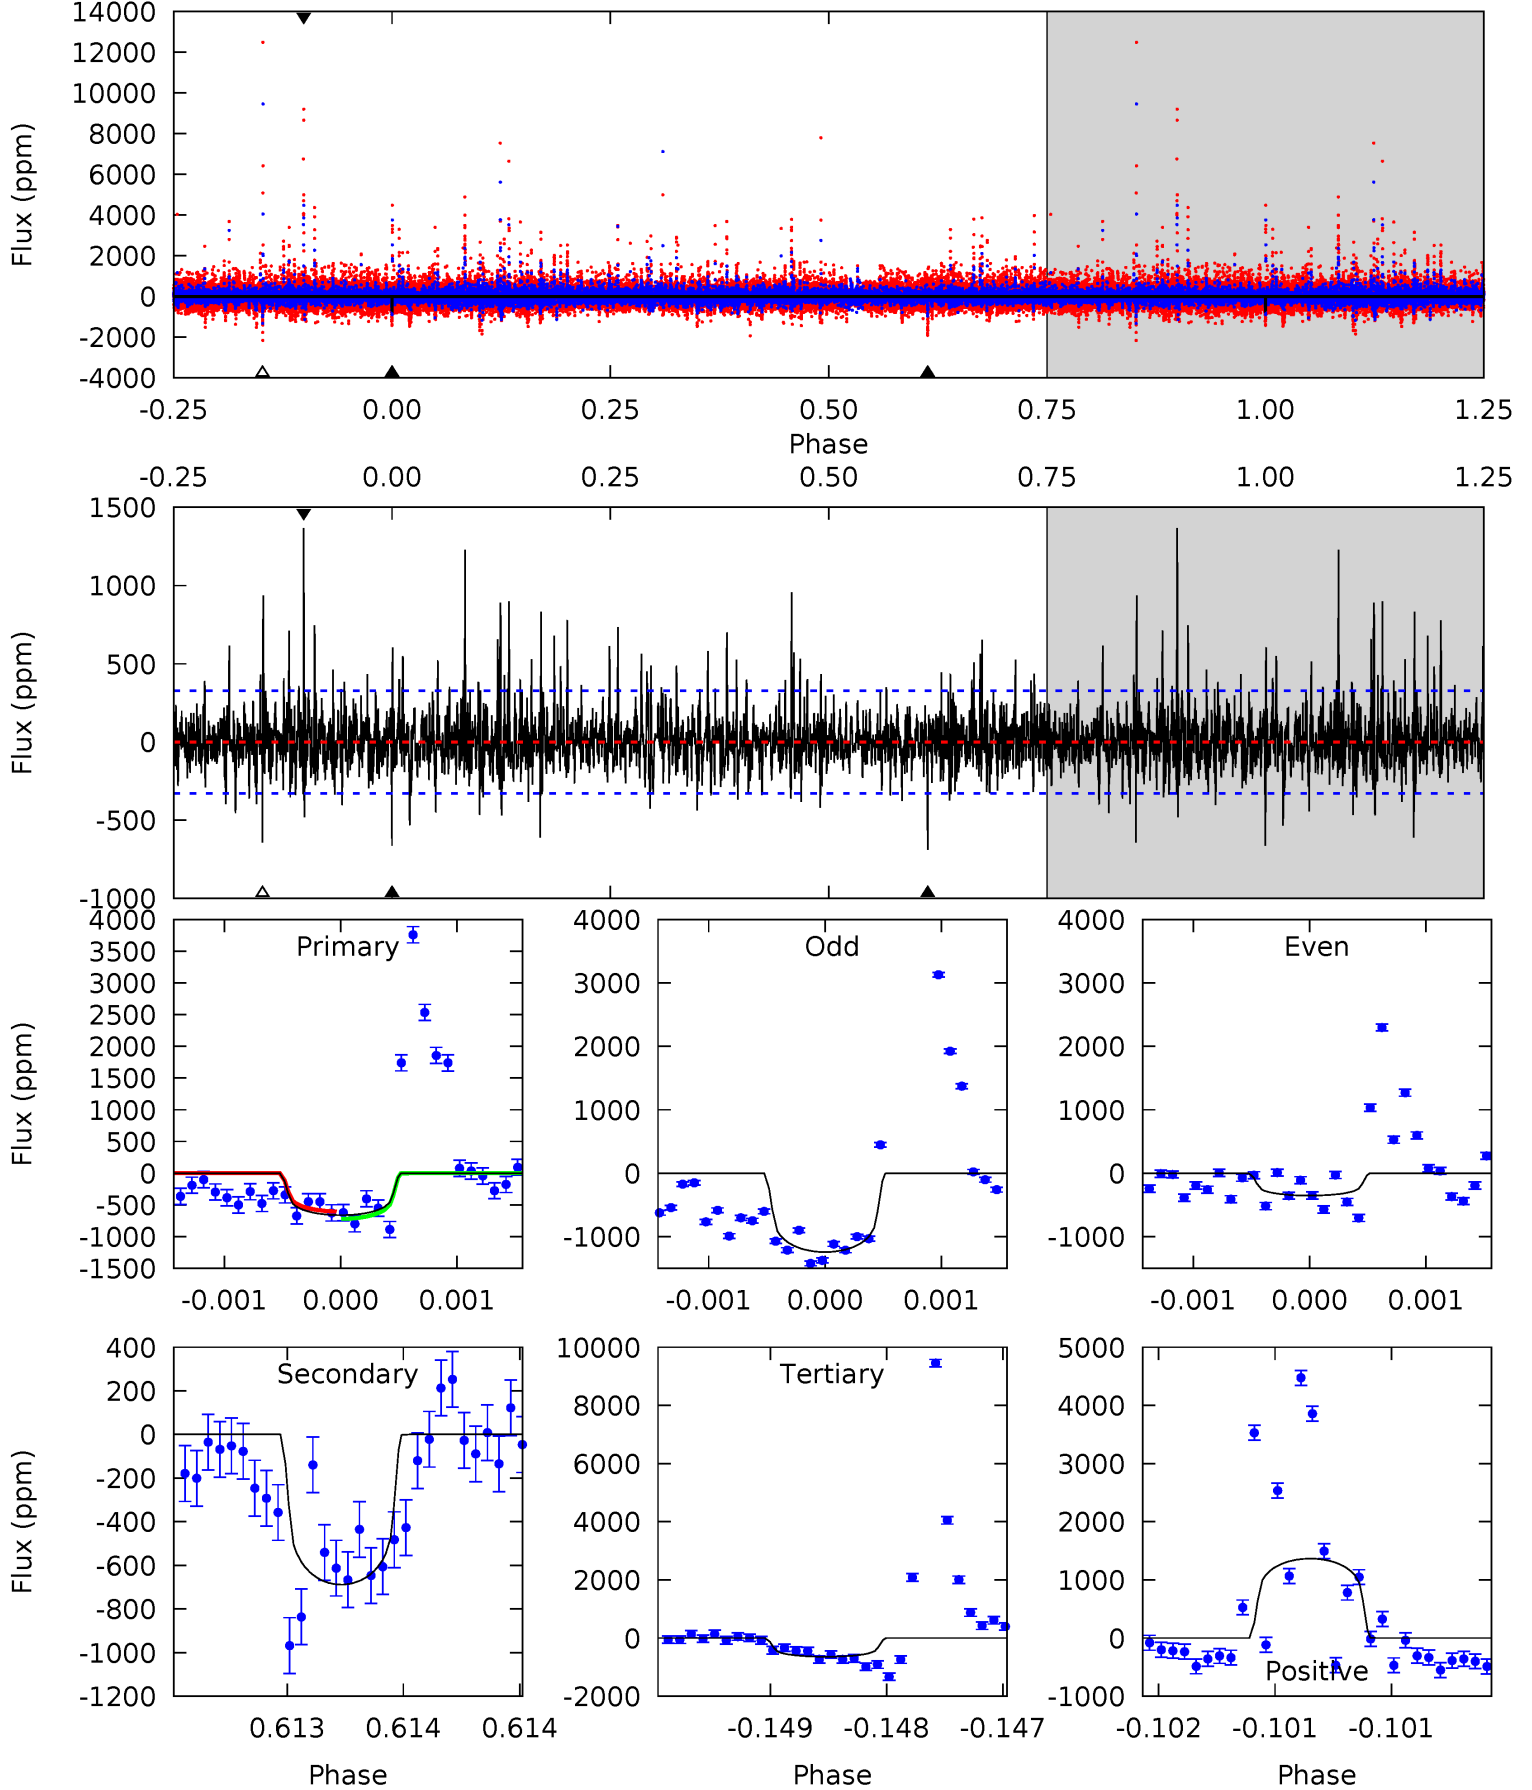 14000
12000
10000
8000
6000
4000
2000
0
-2000
-4000
Flux (ppm)
-0.25 0.00 0.25 0.50 0.75 1.00 1.25
Phase
-0.25 0.00 0.25 0.50 0.75 1.00 1.25
1500
1000
500
0
-500
-1000
Flux (ppm)
Primary
4000
3500
3000
2500
2000
1500
1000
500
0
-500
-1000
-1500
Flux (ppm)
-0.001 0.000 0.001
Odd
4000
3000
2000
1000
0
-1000
-0.001 0.000 0.001
Even
4000
3000
2000
1000
0
-1000
-0.001 0.000 0.001
Secondary
400
200
0
-200
-400
-600
-800
-1000
-1200
Flux (ppm)
0.613 0.614 0.614
Phase
Tertiary
10000
8000
6000
4000
2000
0
-2000
-0.149 -0.148 -0.147
Phase
5000
4000
3000
2000
1000
0
-1000
Positive
-0.102 -0.101 -0.101
Phase